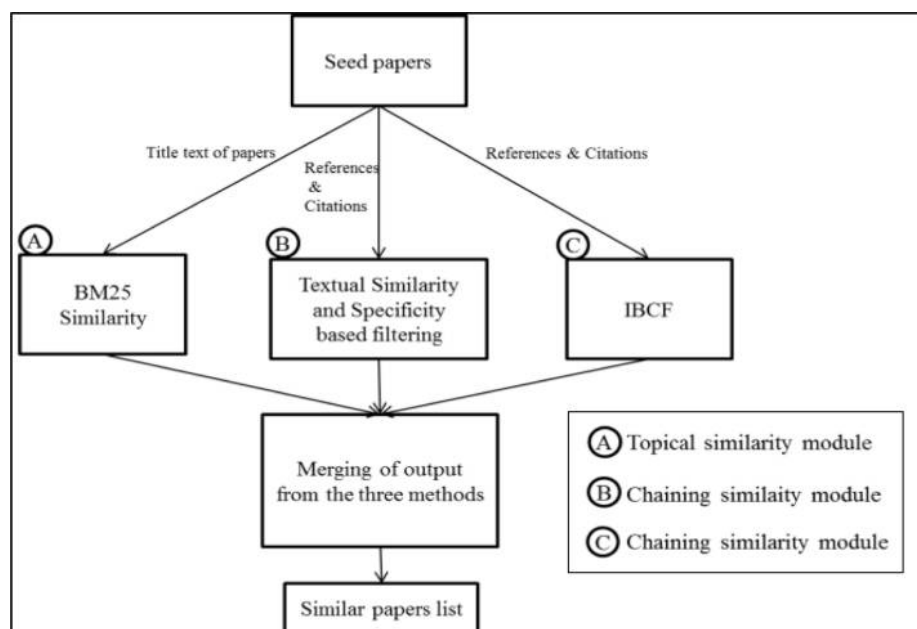 Seed papers
Title text of papers
References
&
Citations
References & Citations
A
B
C
BM25
Similarity
Textual Similarity
and Specificity
based filtering
IBCF
Merging of output
from the three methods
A Topical similarity module
B Chaining similaity module
C Chaining similarity module
Similar papers list